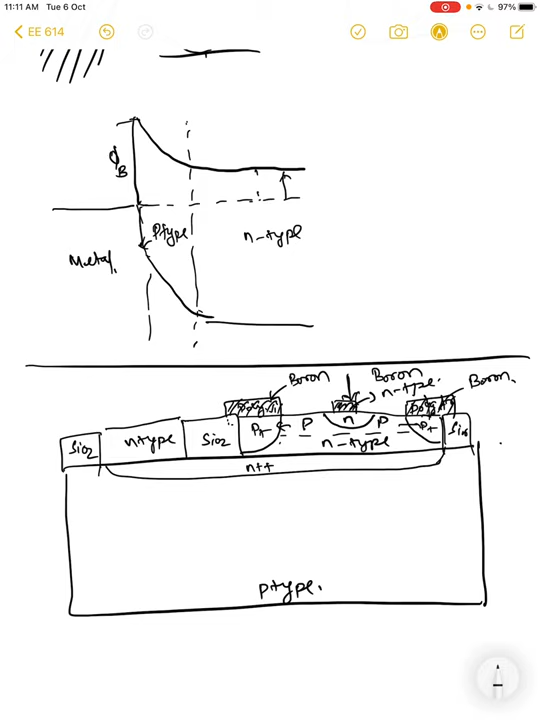 11:11 AM Tue 6 Oct
97%
EE 614
ϕB
Ptype
n-type
Metal.
Boron
Boron
n-type.
Boron.
SiO2
n-type
SiO2
P+
P
n
P
P+
n-type
n++
Ptype.